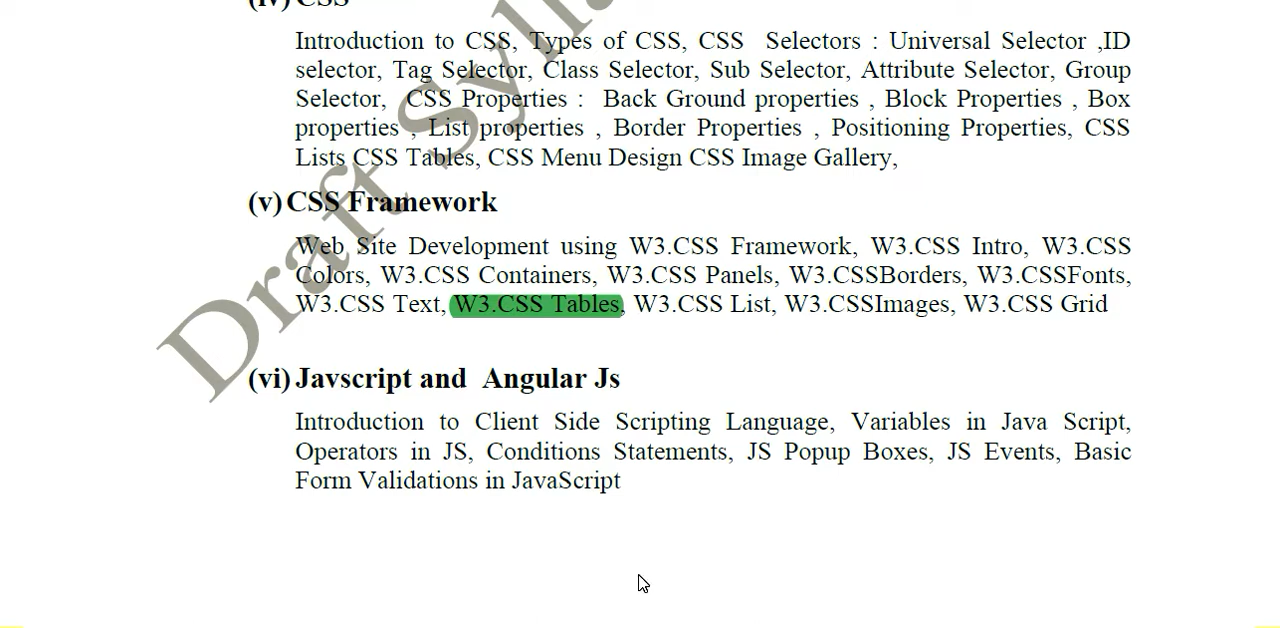 (iv) CSS
Introduction to CSS, Types of CSS, CSS Selectors : Universal Selector ,ID
selector, Tag Selector, Class Selector, Sub Selector, Attribute Selector, Group
Selector, CSS Properties : Back Ground properties , Block Properties , Box
properties , List properties , Border Properties , Positioning Properties, CSS
Lists CSS Tables, CSS Menu Design CSS Image Gallery,
(v) CSS Framework
Web Site Development using W3.CSS Framework, W3.CSS Intro, W3.CSS
Colors, W3.CSS Containers, W3.CSS Panels, W3.CSSBorders, W3.CSSFonts,
W3.CSS Text, W3.CSS Tables, W3.CSS List, W3.CSSImages, W3.CSS Grid
(vi) Javscript and Angular Js
Introduction to Client Side Scripting Language, Variables in Java Script,
Operators in JS, Conditions Statements, JS Popup Boxes, JS Events, Basic
Form Validations in JavaScript
Draft